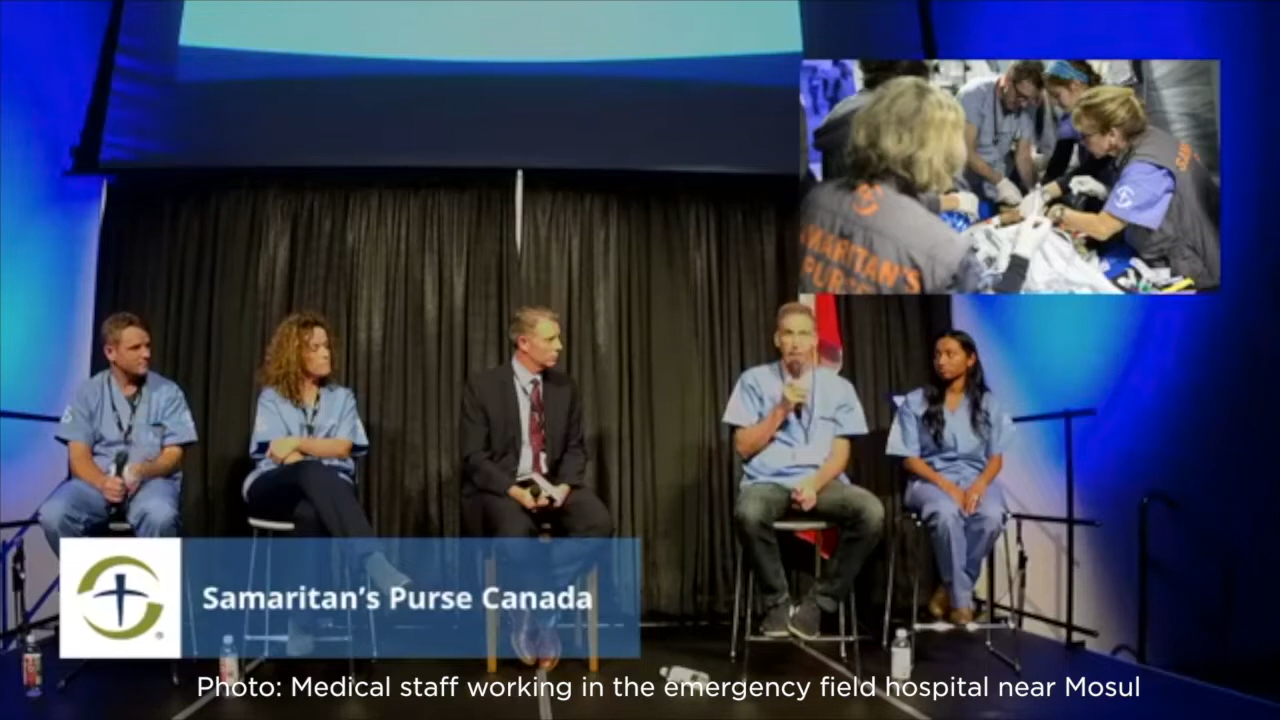 SAMARITAN'S
PURSE
Samaritan's Purse Canada
®
Photo: Medical staff working in the emergency field hospital near Mosul